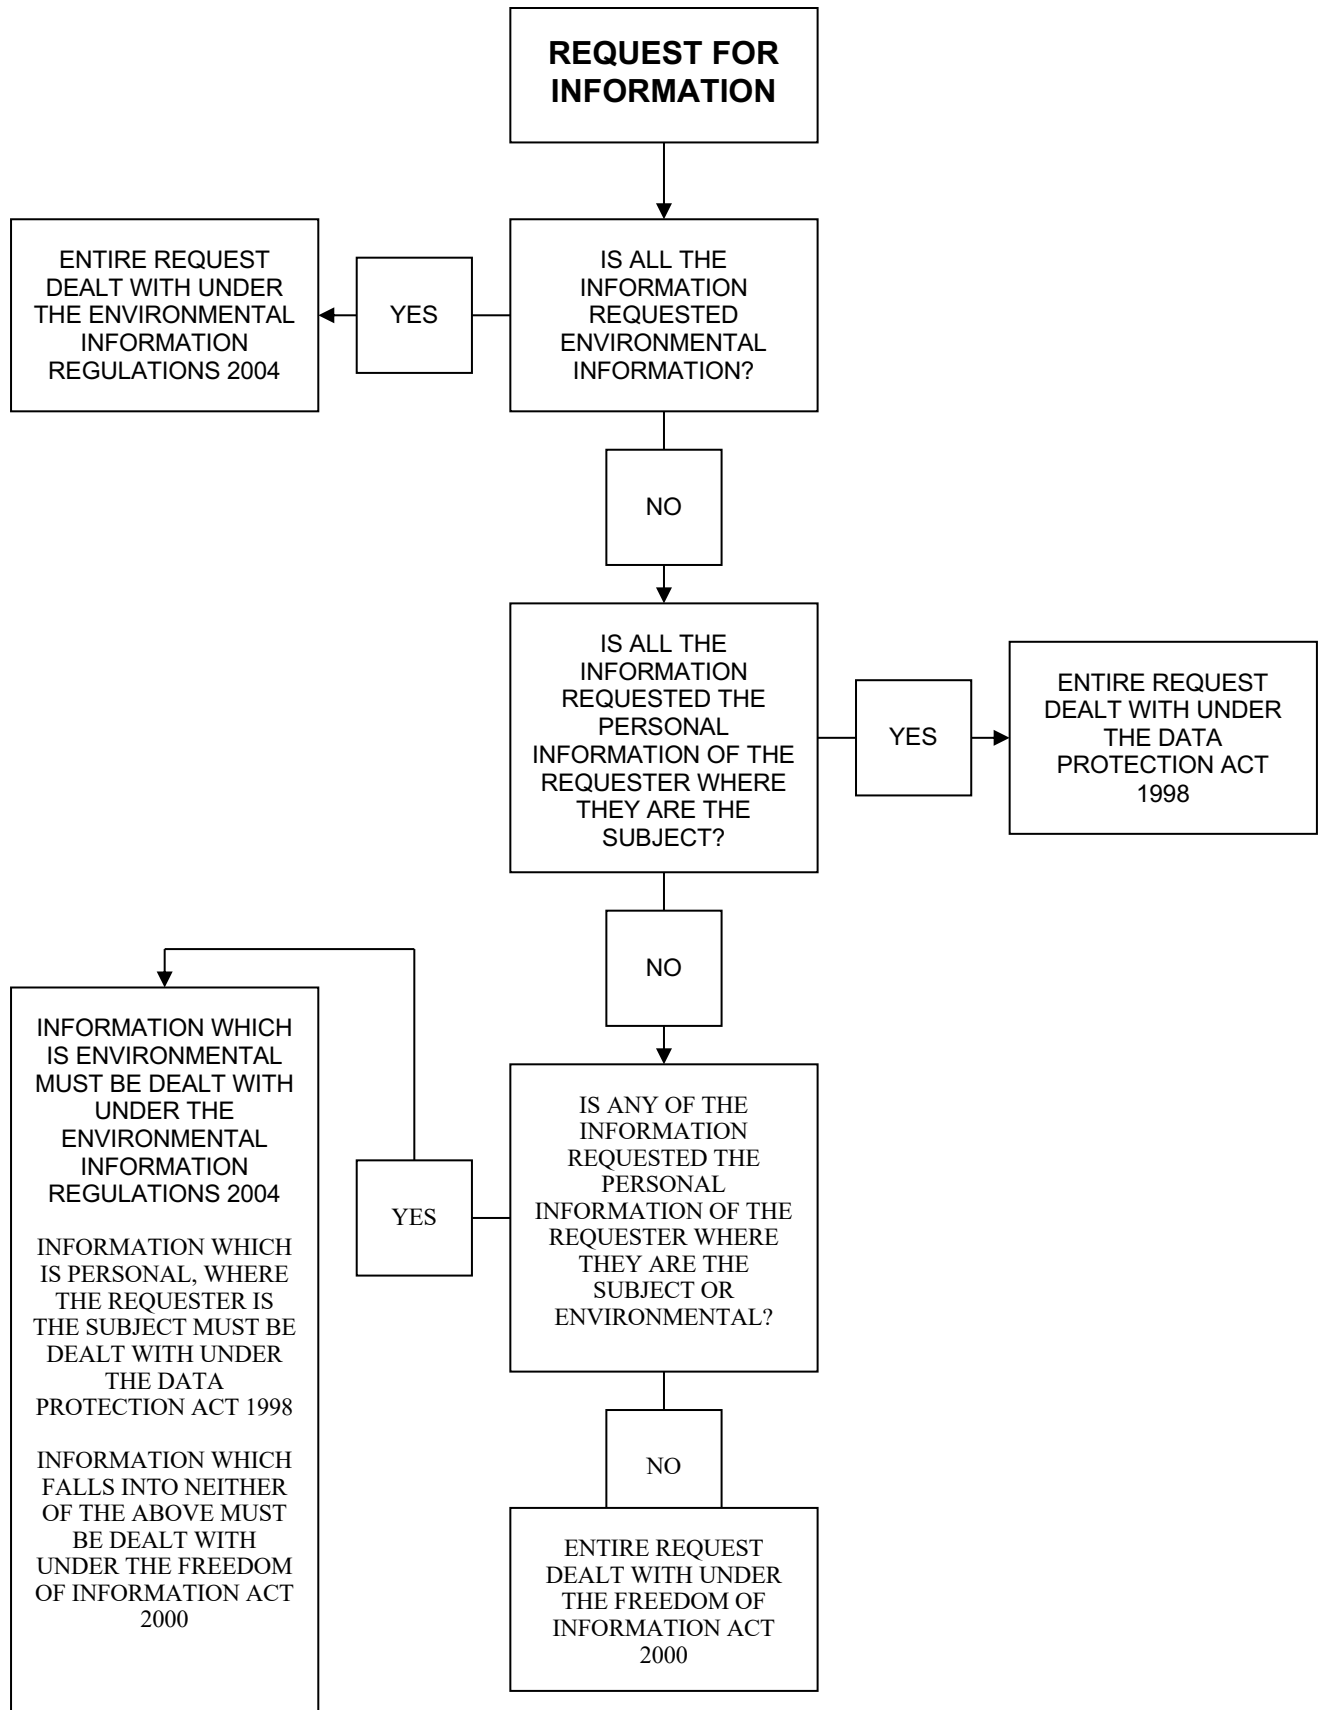 REQUEST FOR
INFORMATION
ENTIRE REQUEST
DEALT WITH UNDER
THE ENVIRONMENTAL
INFORMATION
REGULATIONS 2004
YES
IS ALL THE
INFORMATION
REQUESTED
ENVIRONMENTAL
INFORMATION?
NO
IS ALL THE
INFORMATION
REQUESTED THE
PERSONAL
INFORMATION OF THE
REQUESTER WHERE
THEY ARE THE
SUBJECT?
YES
ENTIRE REQUEST
DEALT WITH UNDER
THE DATA
PROTECTION ACT
1998
NO
INFORMATION WHICH
IS ENVIRONMENTAL
MUST BE DEALT WITH
UNDER THE
ENVIRONMENTAL
INFORMATION
REGULATIONS 2004
INFORMATION WHICH
IS PERSONAL, WHERE
THE REQUESTER IS
THE SUBJECT MUST BE
DEALT WITH UNDER
THE DATA
PROTECTION ACT 1998
INFORMATION WHICH
FALLS INTO NEITHER
OF THE ABOVE MUST
BE DEALT WITH
UNDER THE FREEDOM
OF INFORMATION ACT
2000
YES
IS ANY OF THE
INFORMATION
REQUESTED THE
PERSONAL
INFORMATION OF THE
REQUESTER WHERE
THEY ARE THE
SUBJECT OR
ENVIRONMENTAL?
NO
ENTIRE REQUEST
DEALT WITH UNDER
THE FREEDOM OF
INFORMATION ACT
2000